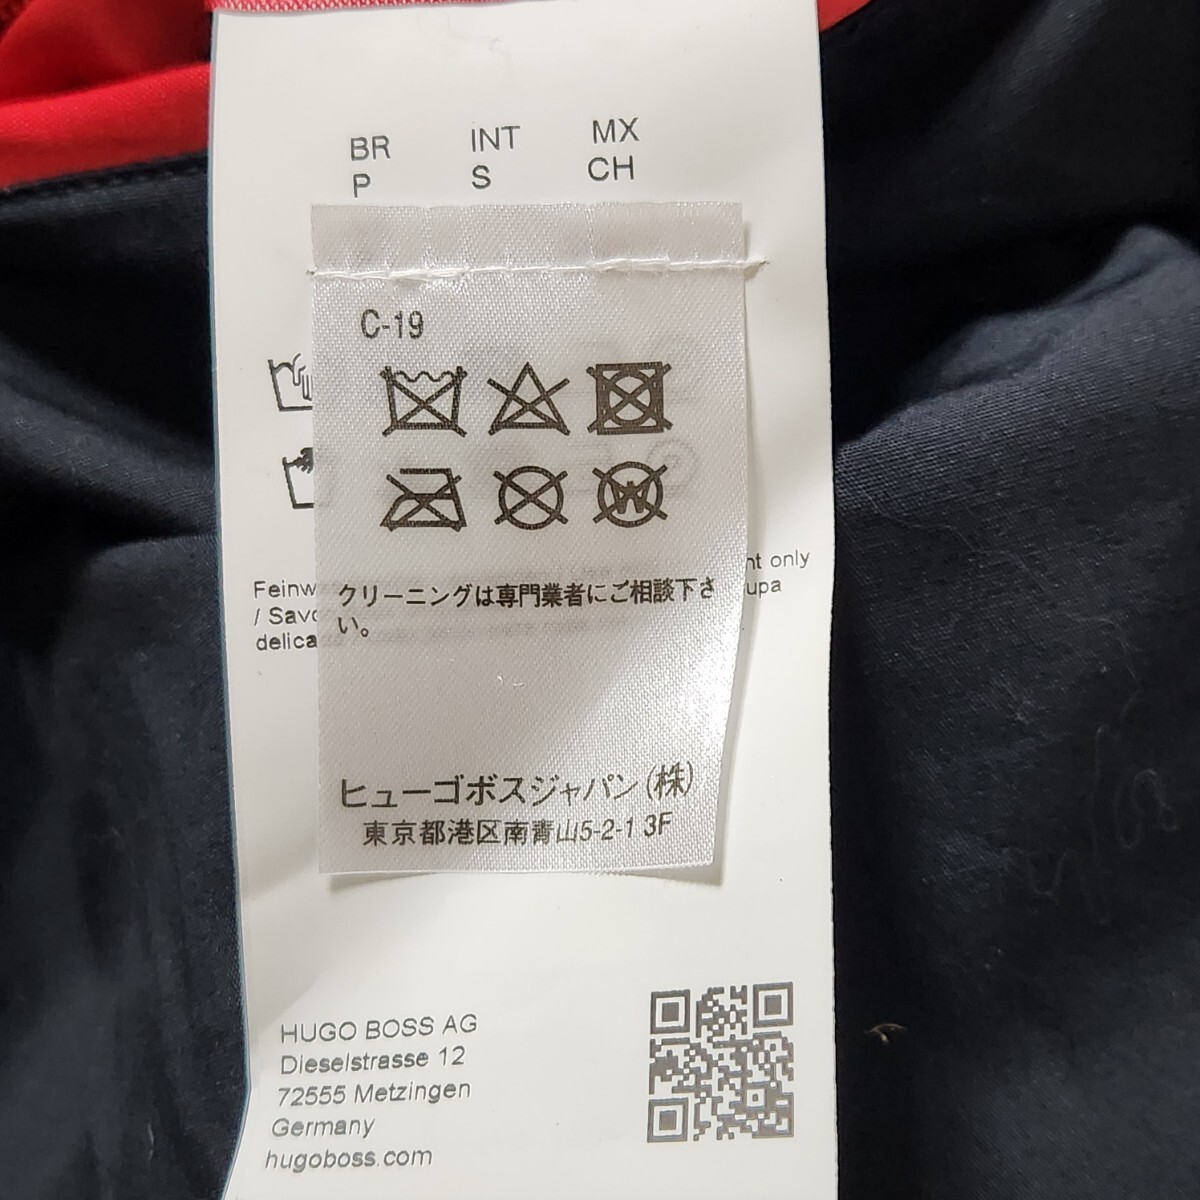 BR INT MX
P S CH
C-19
W
Feinw
/ Savo
delica
nt only
upa
クリーニングは専門業者にご相談下さ
い。
ヒューゴボスジャパン(株)
東京都港区南青山5-2-1 3F
HUGO BOSS AG
Dieselstrasse 12
72555 Metzingen
Germany
hugoboss.com